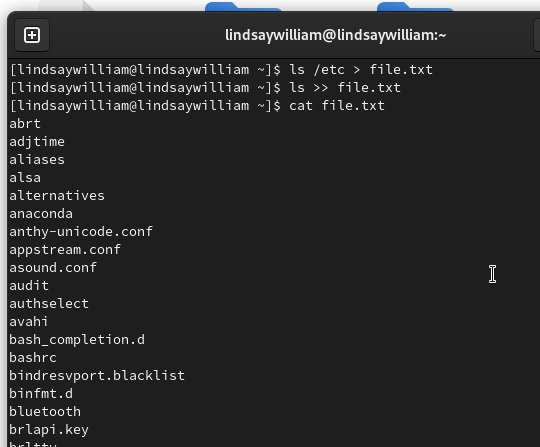 lindsaywilliam@lindsaywilliam:~
[lindsaywilliam@lindsaywilliam ~]$ ls /etc > file.txt
[lindsaywilliam@lindsaywilliam ~]$ ls >> file.txt
[lindsaywilliam@lindsaywilliam ~]$ cat file.txt
abrt
adjtime
aliases
alsa
alternatives
anaconda
anthy-unicode.conf
appstream.conf
asound.conf
audit
authselect
avahi
bash_completion.d
bashrc
bindresvport.blacklist
binfmt.d
bluetooth
brlapi.key